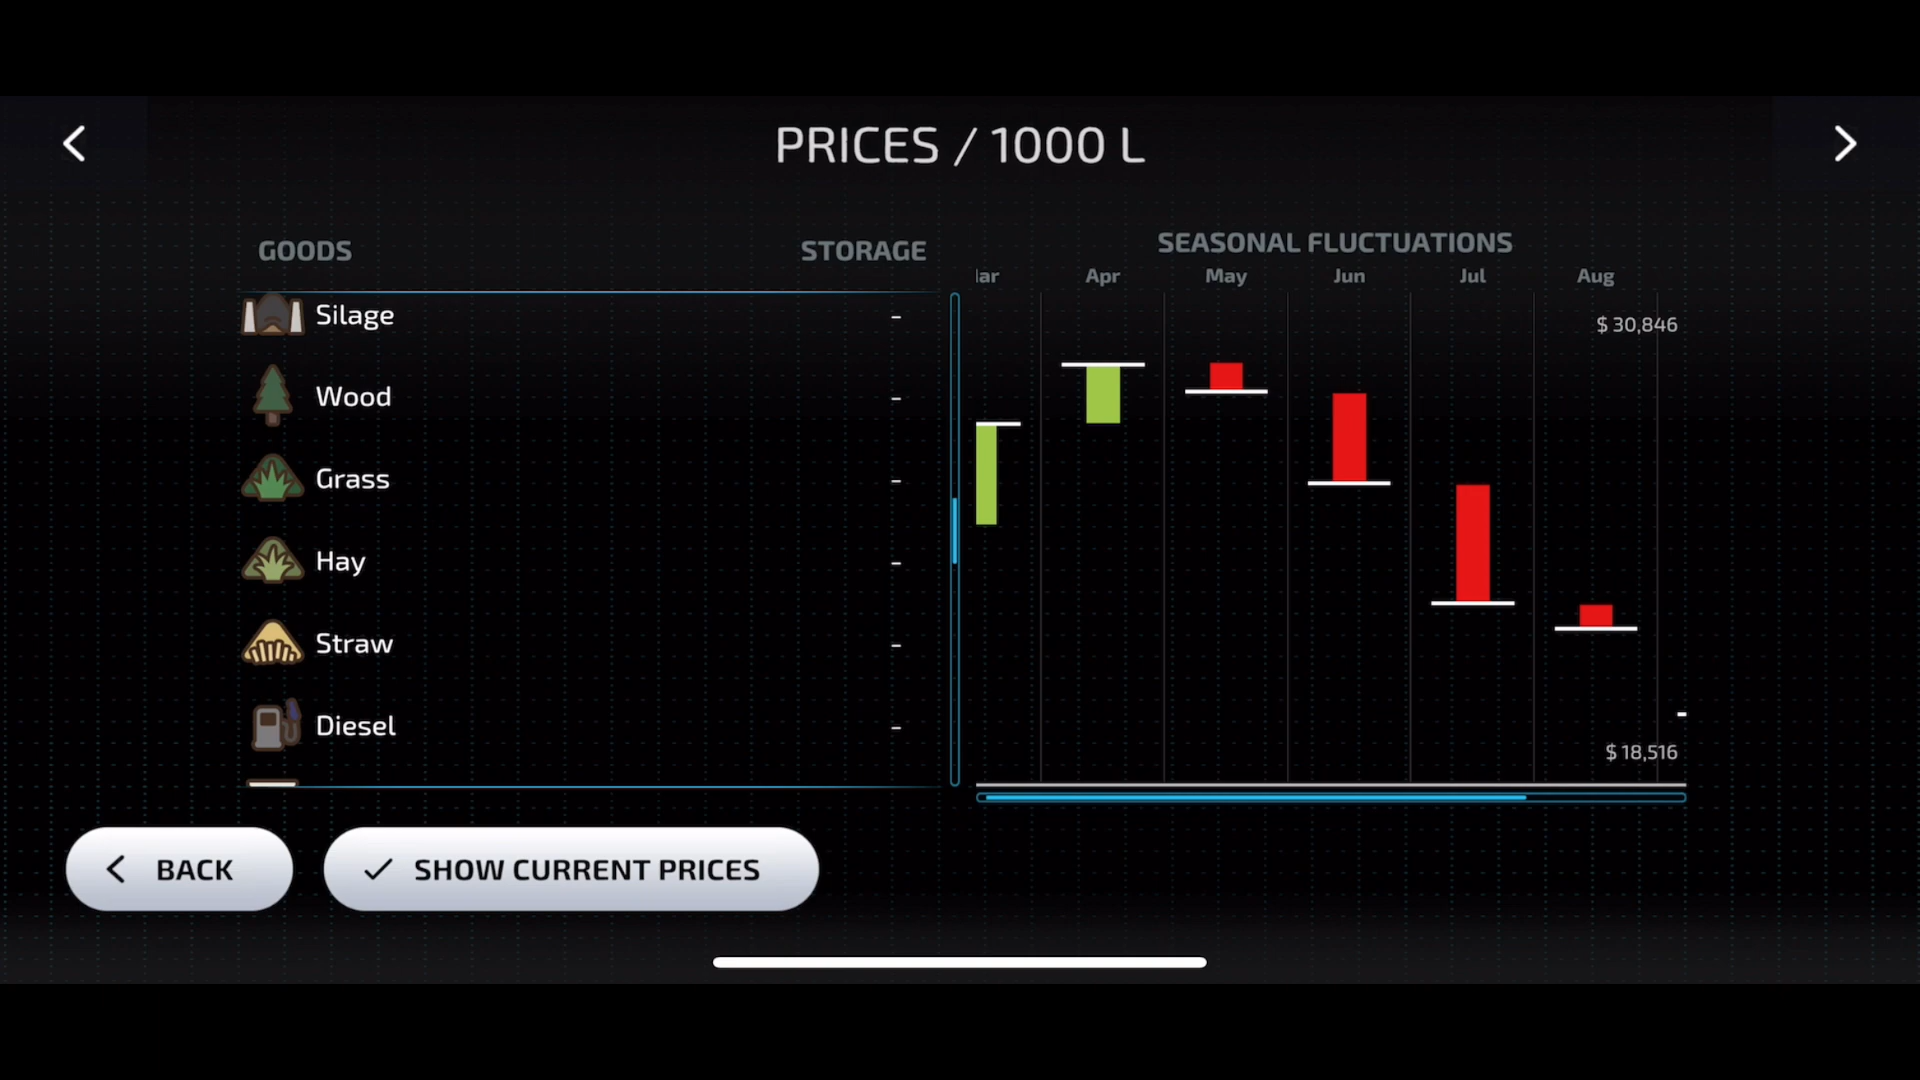 PRICES / 1000 L
GOODS
STORAGE
SEASONAL FLUCTUATIONS
Apr
May
Jun
Jul
Aug
$ 30,846
Silage -
Wood -
Grass -
Hay -
Straw -
Diesel -
$ 18,516
BACK
SHOW CURRENT PRICES